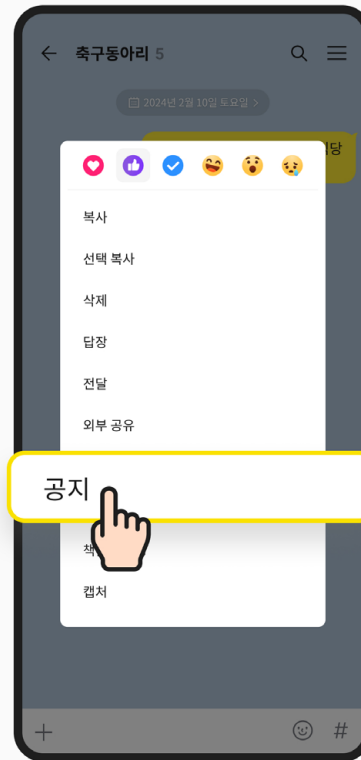 축구동아리 5
2024년 2월 10일 토요일 >
복사
선택 복사
삭제
답장
전달
외부 공유
공지
책
캡처
#